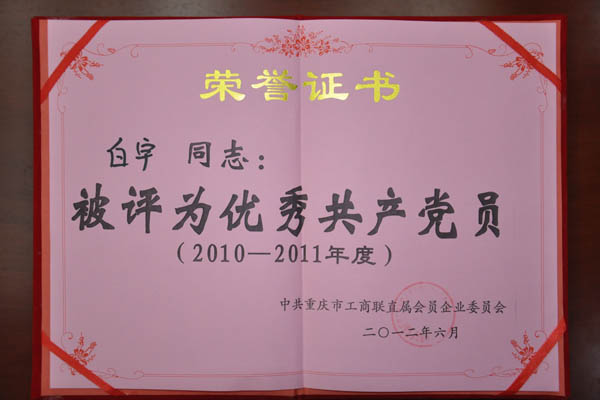 荣誉证书
白宇 同志：
被评为优秀共产党员
（2010—2011年度）
中共重庆市工商联直属会员企业委员会
二〇一二年六月